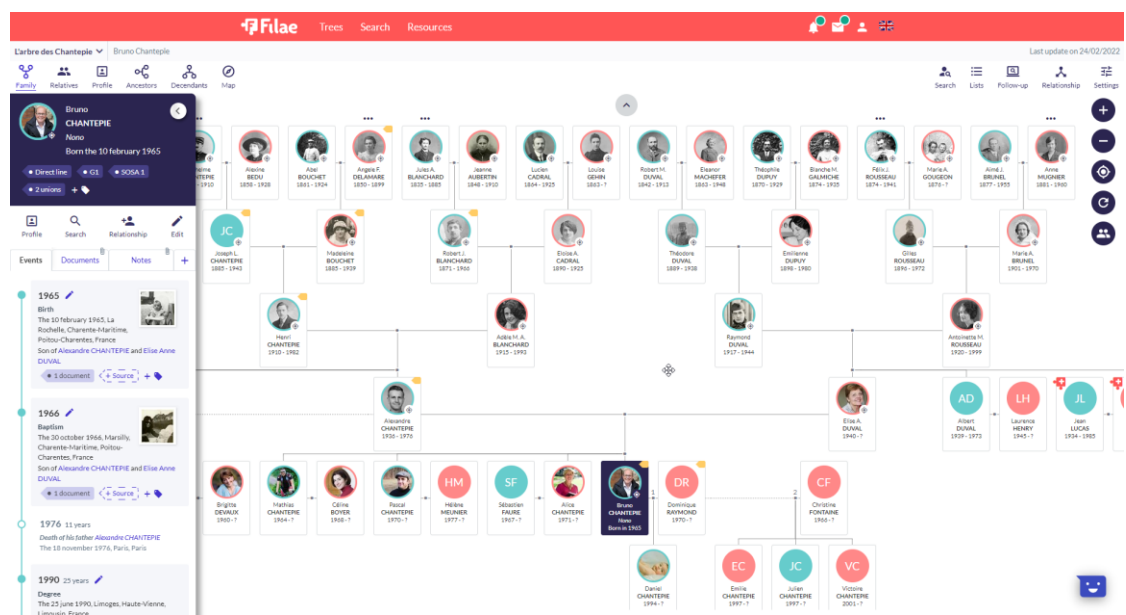 Filae Trees Search Resources
L'arbre des Chantepie Bruno Chantepie Last update on 24/02/2022
Family Relatives Profile Ancestors Decendants Map Search Lists Follow-up Relationship Settings
Bruno
CHANTEPIE
Nono
Born the 10 february 1965
• Direct line • G1 • SOSA 1
• 2 unions +
Profile Search Relationship Edit
Events Documents Notes +
1965
Birth
The 10 february 1965, La
Rochelle, Charente-Maritime,
Poitou-Charentes, France
Son of Alexandre CHANTEPIE and Elise Anne
DUVAL
• 1 document + Source +
1966
Baptism
The 30 october 1966, Marsilly,
Charente-Maritime, Poitou-
Charentes, France
Son of Alexandre CHANTEPIE and Elise Anne
DUVAL
• 1 document + Source +
1976 11 years
Death of his father Alexandre CHANTEPIE
The 18 november 1976, Paris, Paris
1990 25 years
Degree
The 25 june 1990, Limoges, Haute-Vienne,
Limousin, France
Alexine
BEDU
1858 - 1928
Abel
BOUCHET
1861 - 1924
Angele F.
DELAMARE
1850 - 1899
Jules A.
BLANCHARD
1835 - 1885
Jeanne
AUBERTIN
1848 - 1910
Lucien
CADRAL
1864 - 1925
Louise
GEHIN
1863 - ?
Robert M.
DUVAL
1842 - 1913
Eleanor
MACHEFER
1863 - 1948
Théophile
DUPUY
1870 - 1929
Blanche M.
GALMICHE
1874 - 1935
Félix J.
ROUSSEAU
1874 - 1941
Marie A.
GOUGEON
1876 - ?
Aimé J.
BRUNEL
1877 - 1955
Anne
MUGNIER
1881 - 1960
JC
Joseph L.
CHANTEPIE
1885 - 1943
Madeleine
BOUCHET
1885 - 1939
Robert J.
BLANCHARD
1871 - 1966
Eloise A.
CADRAL
1890 - 1925
Théodore
DUVAL
1889 - 1938
Emilienne
DUPUY
1898 - 1980
Gilles
ROUSSEAU
1896 - 1972
Marie A.
BRUNEL
1901 - 1970
Henri
CHANTEPIE
1910 - 1982
Adèle M. A.
BLANCHARD
1915 - 1993
Raymond
DUVAL
1917 - 1944
Antoinette M.
ROUSSEAU
1920 - 1999
Alexandre
CHANTEPIE
1936 - 1976
Elise A.
DUVAL
1940 - ?
AD
Albert
DUVAL
1939 - 1973
LH
Laurence
HENRY
1945 - ?
JL
Jean
LUCAS
1934 - 1985
Brigitte
DEVAUX
1960 - ?
Mathias
CHANTEPIE
1964 - ?
Céline
BOYER
1968 - ?
Pascal
CHANTEPIE
1970 - ?
HM
Hélène
MEUNIER
1977 - ?
SF
Sébastien
FAURE
1967 - ?
Alice
CHANTEPIE
1971 - ?
Bruno
CHANTEPIE
Nono
Born in 1965
1
DR
Dominique
RAYMOND
1970 - ?
2
CF
Christine
FONTAINE
1966 - ?
Daniel
CHANTEPIE
1994 - ?
EC
Emilie
CHANTEPIE
1997 - ?
JC
Julien
CHANTEPIE
1997 - ?
VC
Victoire
CHANTEPIE
2001 - ?